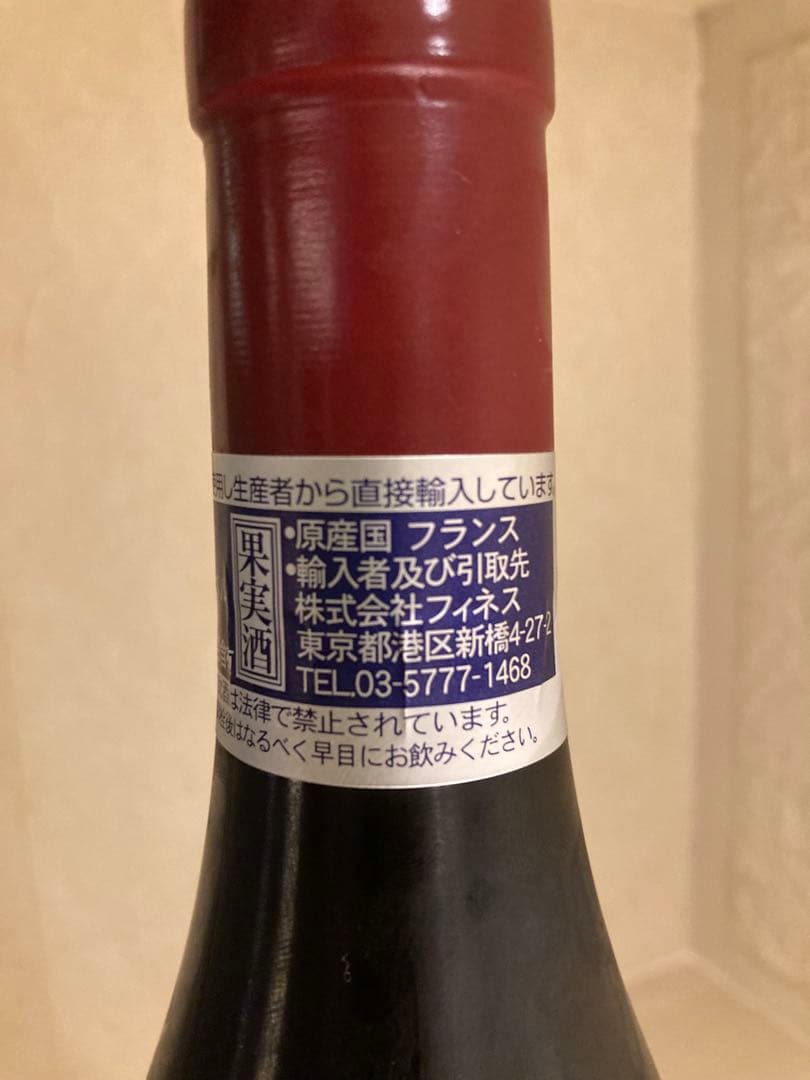 用し生産者から直接輸入しています
果実酒
・原産国 フランス
・輸入者及び引取先
株式会社フィネス
東京都港区新橋4-27-2
TEL.03-5777-1468
は法律で禁止されています。
後はなるべく早目にお飲みください。